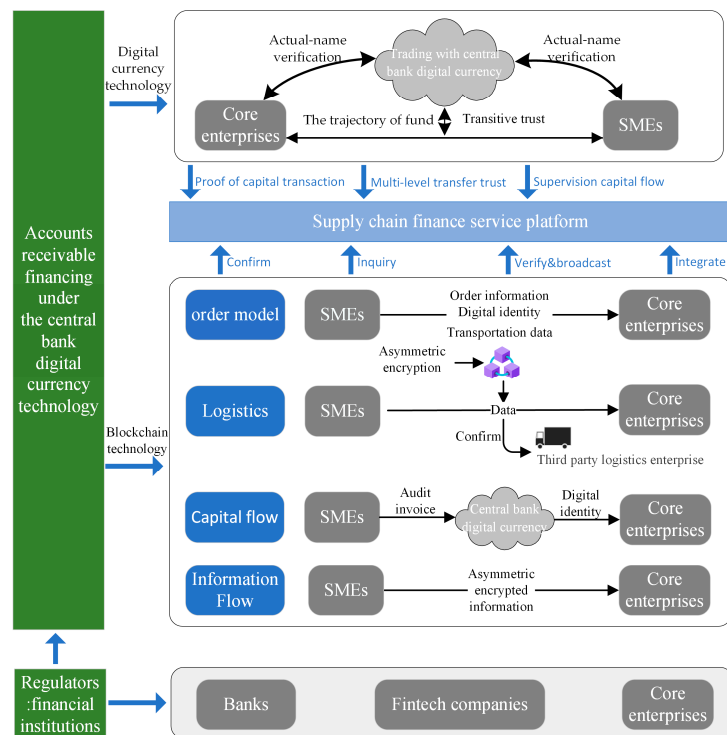 Digital
currency
technology
Actual-name
verification
Trading with central
bank digital currency
Actual-name
verification
Core
enterprises
The trajectory of fund
Transitive trust
SMEs
Proof of capital transaction
Multi-level transfer trust
Supervision capital flow
Supply chain finance service platform
Confirm
Inquiry
Verify&broadcast
Integrate
Accounts
receivable
financing
under
the central
bank
digital
currency
technology
order model
SMEs
Order information
Digital identity
Transportation data
Core
enterprises
Asymmetric
encryption
Logistics
SMEs
Data
Core
enterprises
Blockchain
technology
Confirm
Third party logistics enterprise
Capital flow
SMEs
Audit
invoice
Central bank
digital currency
Digital
identity
Core
enterprises
Information
Flow
SMEs
Asymmetric
encrypted
information
Core
enterprises
Regulators
:financial
institutions
Banks
Fintech companies
Core
enterprises